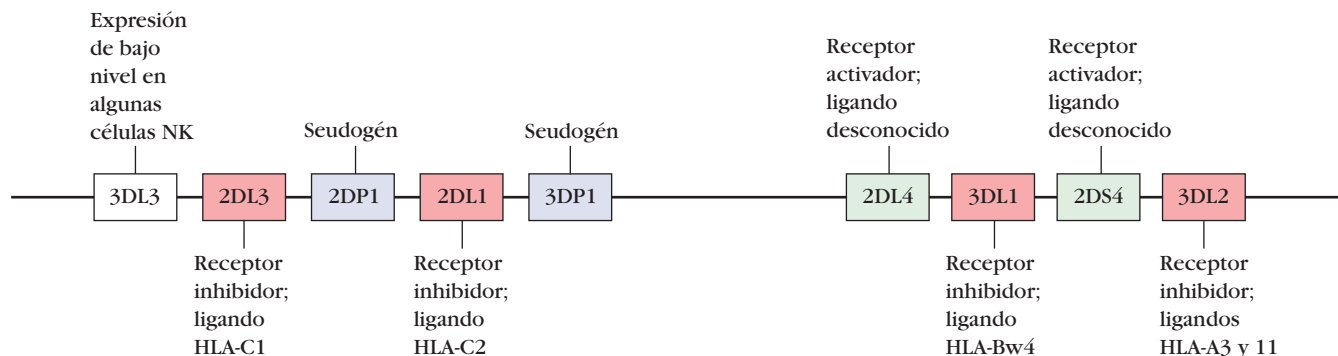 Expresión
de bajo
nivel en
algunas
células NK
Seudogén
Seudogén
Receptor
activador;
ligando
desconocido
Receptor
activador;
ligando
desconocido
3DL3
2DL3
2DP1
2DL1
3DP1
2DL4
3DL1
2DS4
3DL2
Receptor
inhibidor;
ligando
HLA-C1
Receptor
inhibidor;
ligando
HLA-C2
Receptor
inhibidor;
ligando
HLA-Bw4
Receptor
inhibidor;
ligandos
HLA-A3 y 11